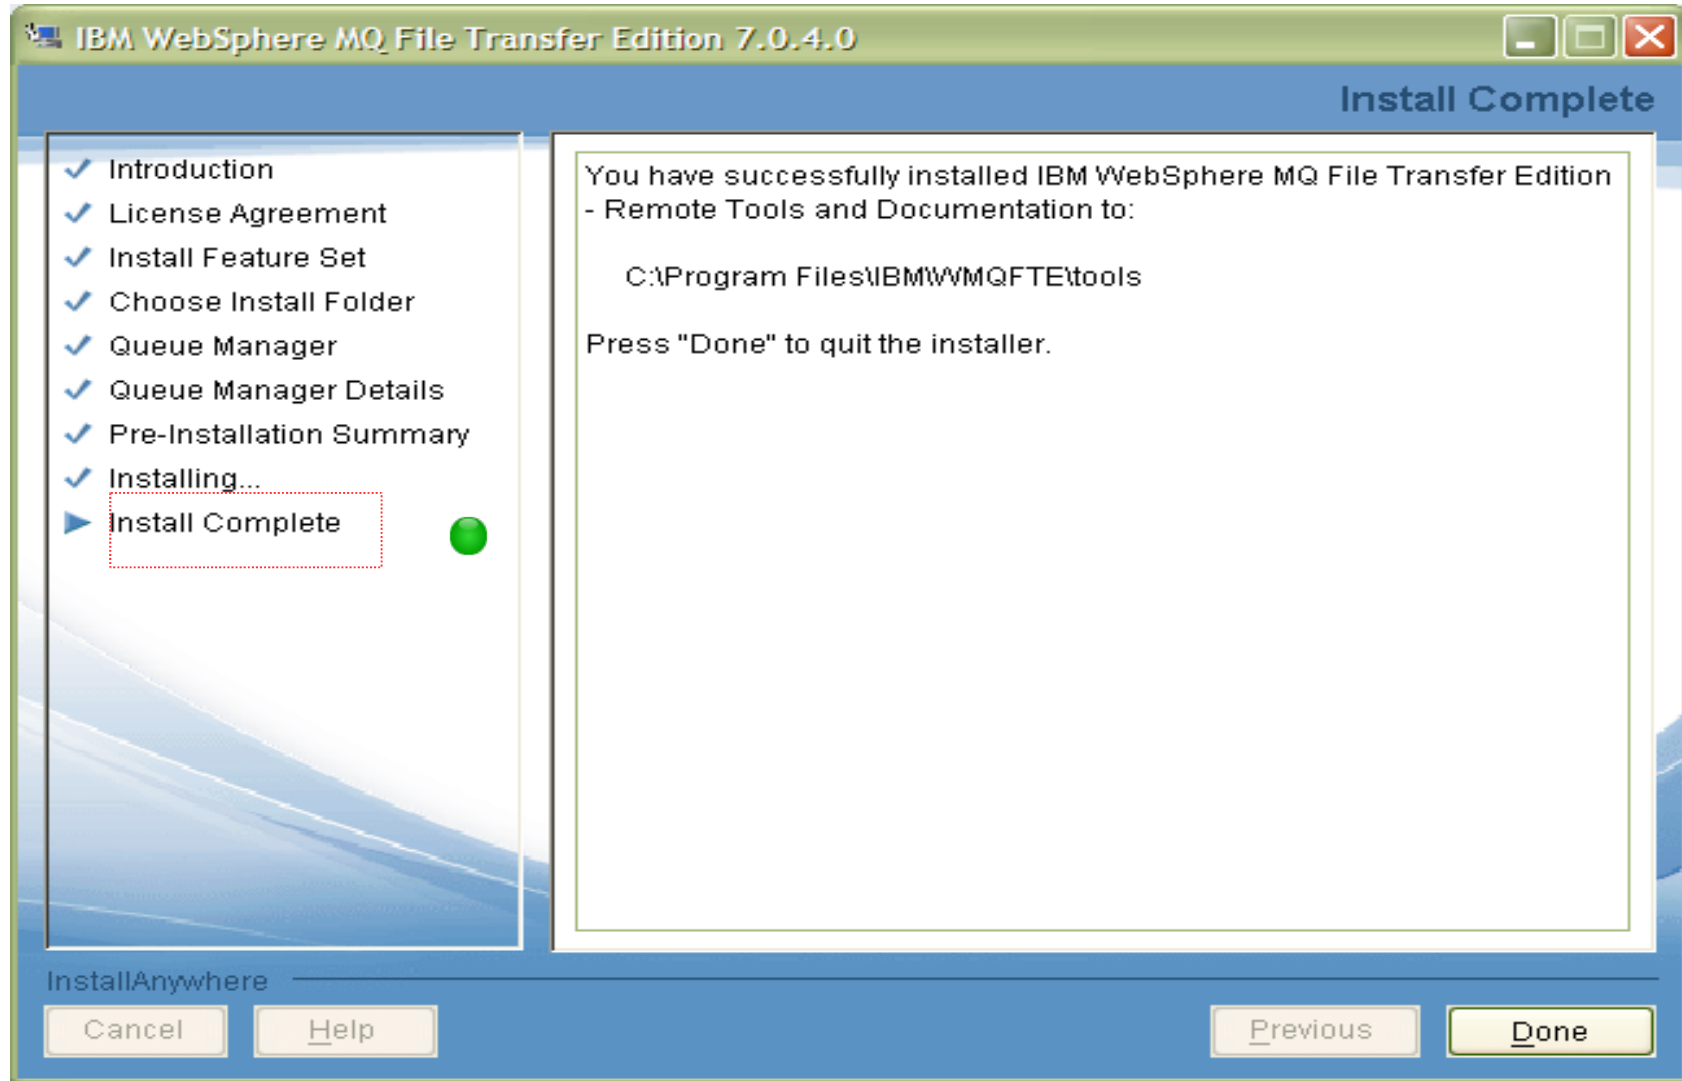 IBM WebSphere MQ File Transfer Edition 7.0.4.0
Install Complete
Introduction
License Agreement
Install Feature Set
Choose Install Folder
Queue Manager
Queue Manager Details
Pre-Installation Summary
Installing...
Install Complete
You have successfully installed IBM WebSphere MQ File Transfer Edition
- Remote Tools and Documentation to:
C:\Program Files\IBM\WMQFTE\tools
Press "Done" to quit the installer.
InstallAnywhere
Cancel
Help
Previous
Done